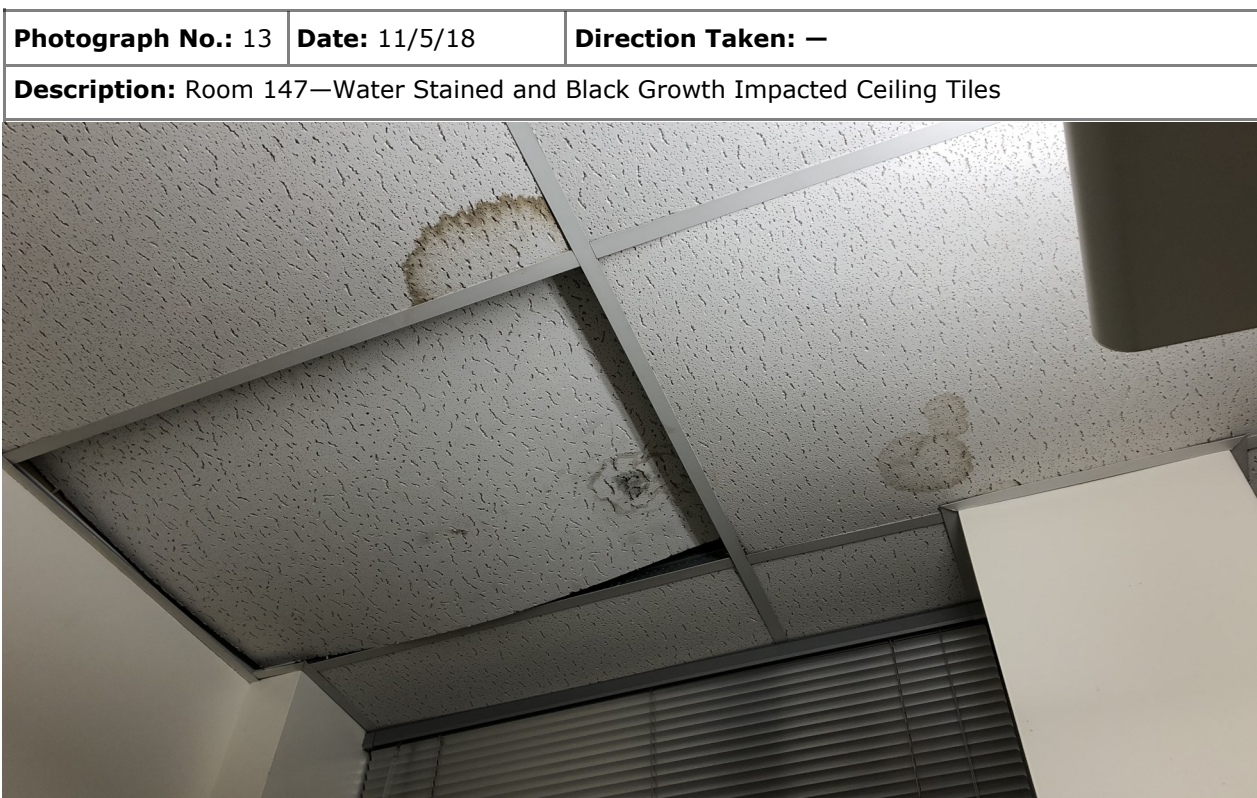 Photograph No.: 13 Date: 11/5/18 Direction Taken: —
Description: Room 147—Water Stained and Black Growth Impacted Ceiling Tiles